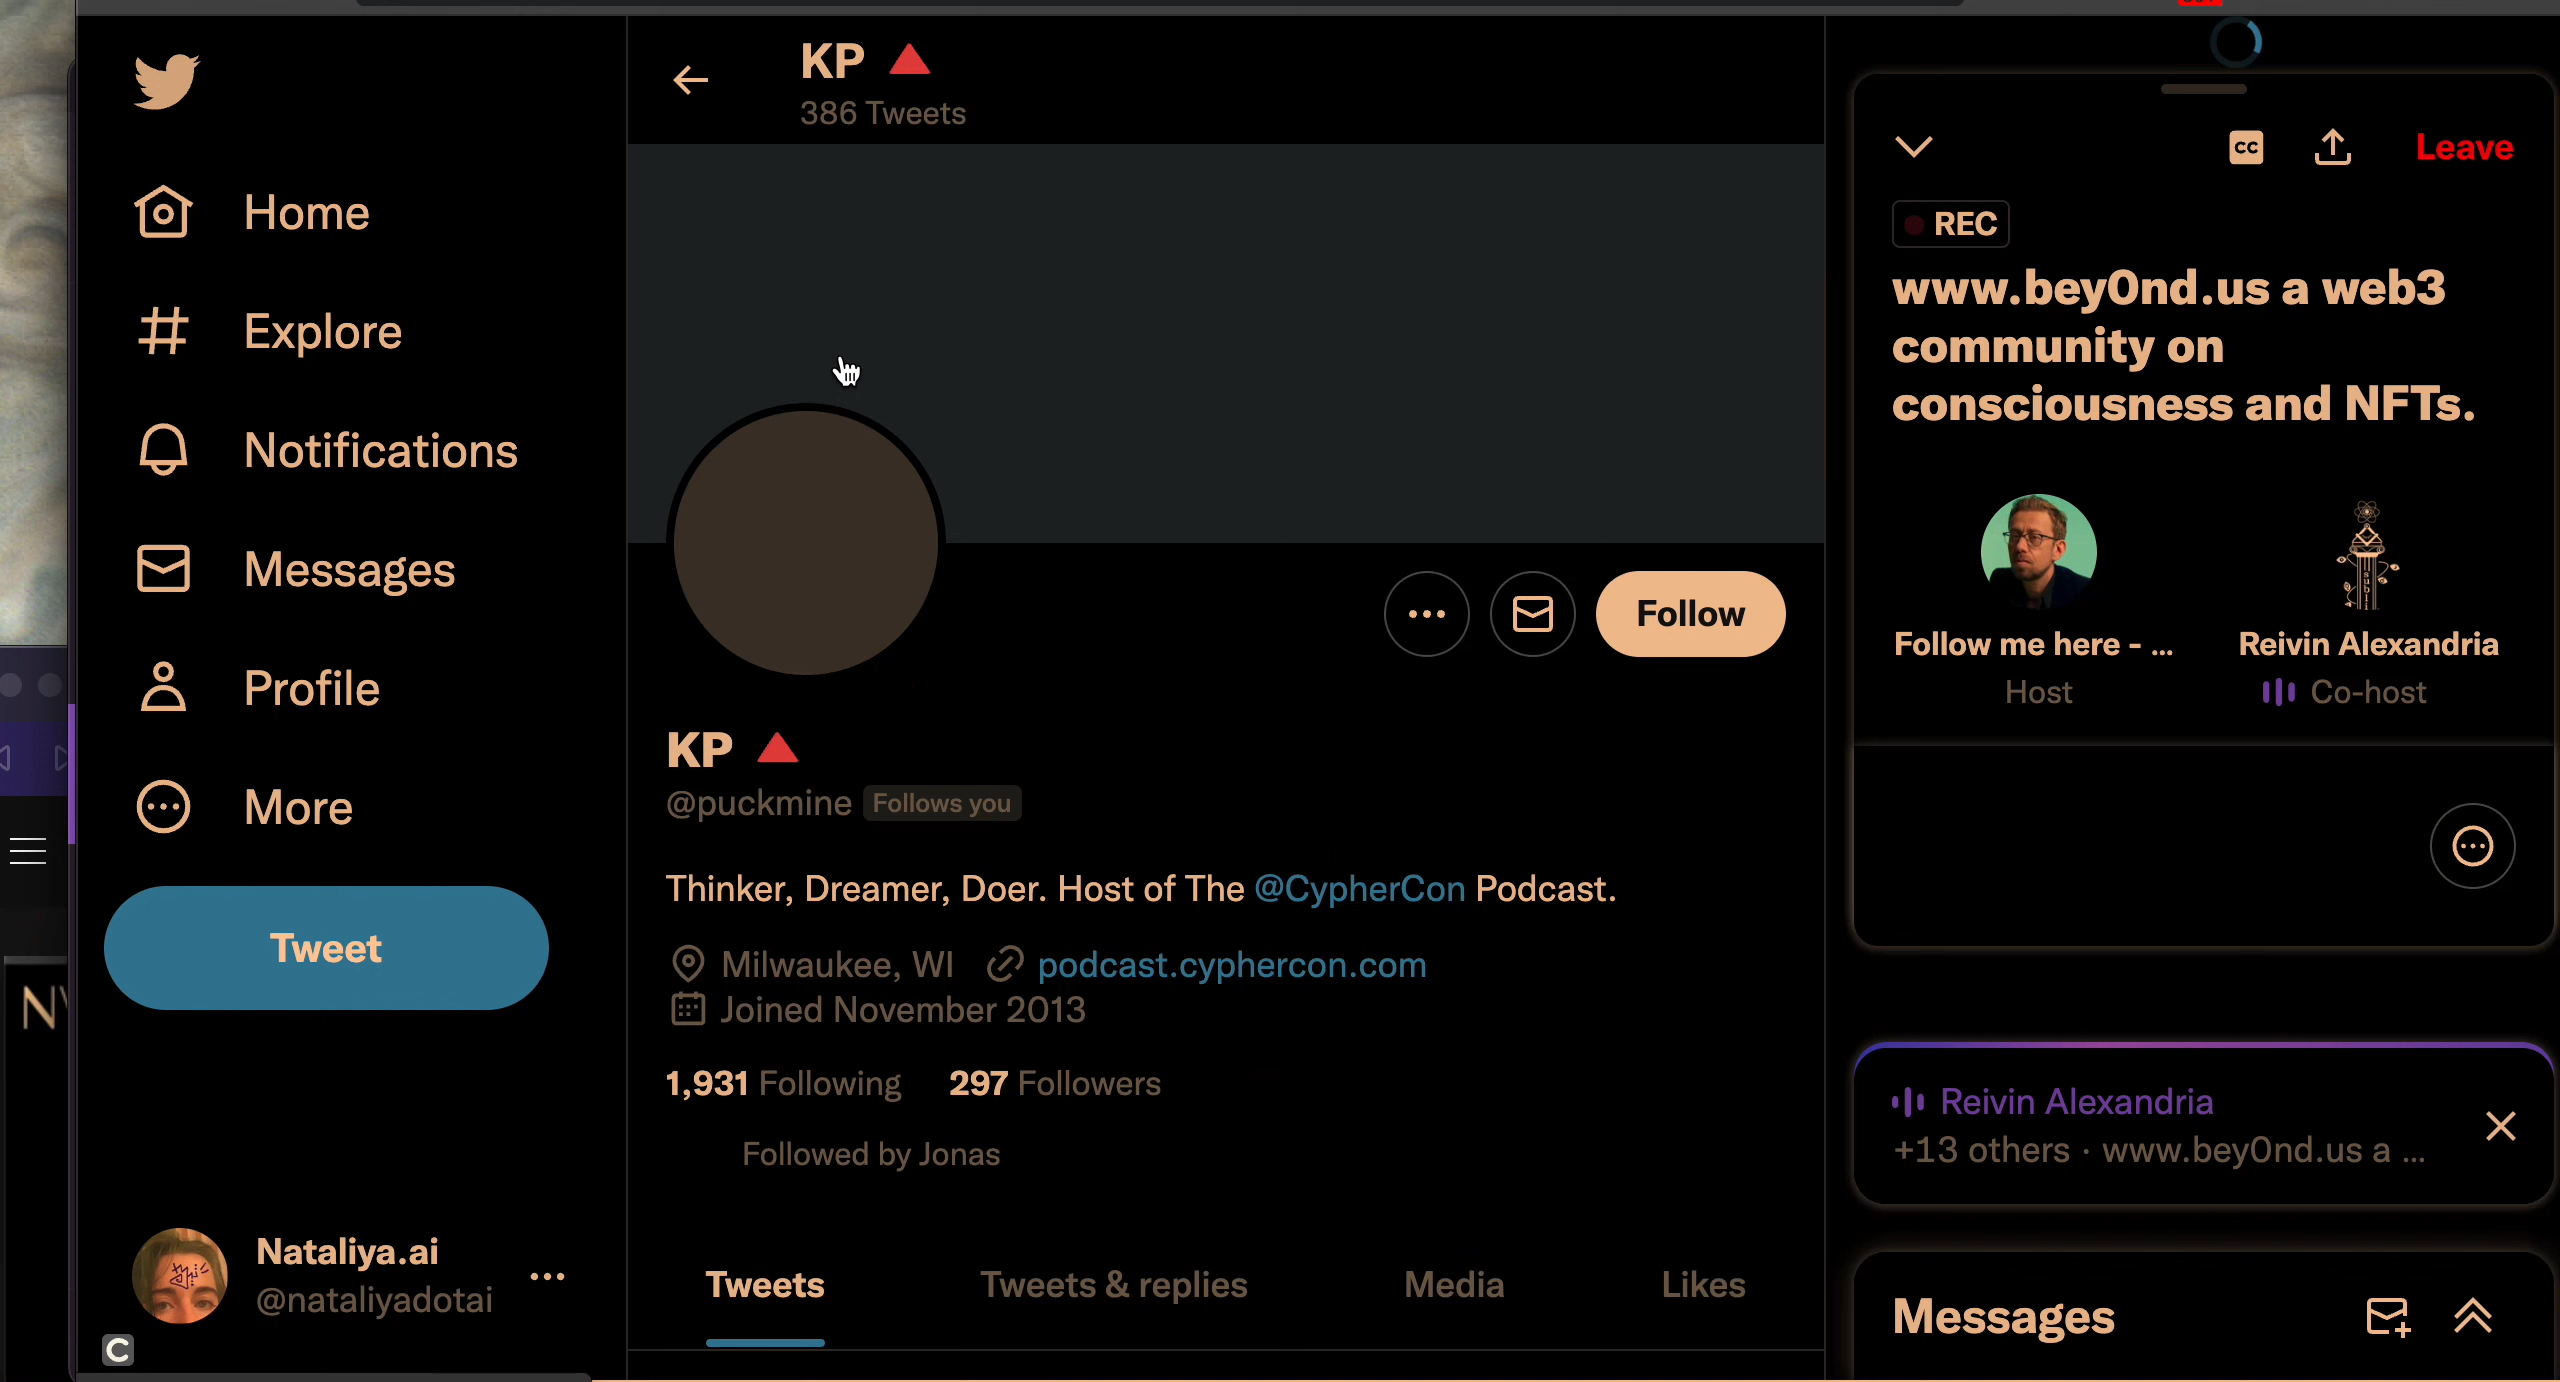 KP
386 Tweets
Home
Explore
Notifications
Messages
Profile
More
Tweet
Nataliya.ai
@nataliyadotai
C
Follow
KP
@puckmine Follows you
Thinker, Dreamer, Doer. Host of The @CypherCon Podcast.
Milwaukee, WI podcast.cyphercon.com
Joined November 2013
1,931 Following 297 Followers
Followed by Jonas
Tweets Tweets & replies Media Likes
CC Leave
REC
www.bey0nd.us a web3
community on
consciousness and NFTs.
Follow me here - ...
Host
Reivin Alexandria
Co-host
Reivin Alexandria
+13 others · www.bey0nd.us a ...
Messages